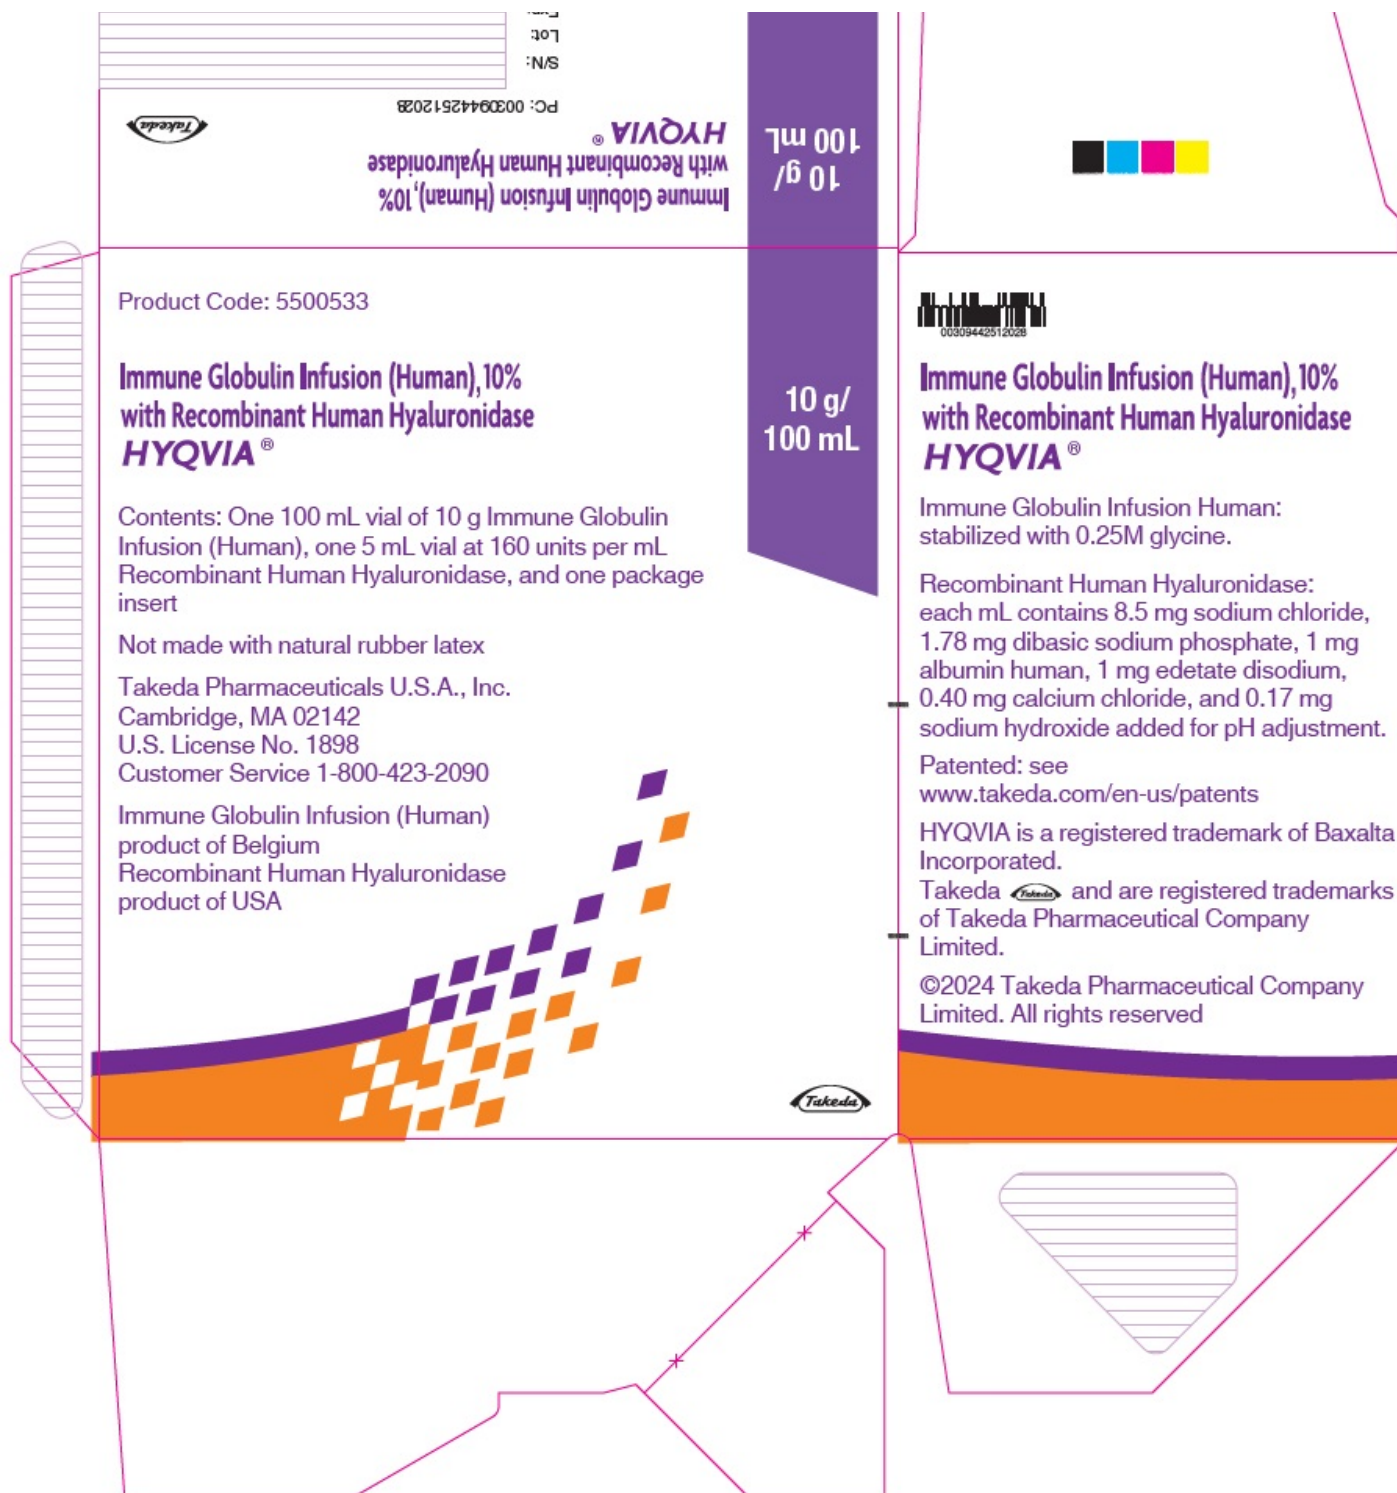 Exp:
Lot:
S/N:
PC: 00309442512028
Takeda
HYQVIA ®
with Recombinant Human Hyaluronidase
Immune Globulin Infusion (Human), 10%
10 g/
100 mL
Product Code: 5500533
Immune Globulin Infusion (Human), 10%
with Recombinant Human Hyaluronidase
HYQVIA ®
Contents: One 100 mL vial of 10 g Immune Globulin
Infusion (Human), one 5 mL vial at 160 units per mL
Recombinant Human Hyaluronidase, and one package
insert
Not made with natural rubber latex
Takeda Pharmaceuticals U.S.A., Inc.
Cambridge, MA 02142
U.S. License No. 1898
Customer Service 1-800-423-2090
Immune Globulin Infusion (Human)
product of Belgium
Recombinant Human Hyaluronidase
product of USA
10 g/
100 mL
Takeda
00309442512028
Immune Globulin Infusion (Human), 10%
with Recombinant Human Hyaluronidase
HYQVIA ®
Immune Globulin Infusion Human:
stabilized with 0.25M glycine.
Recombinant Human Hyaluronidase:
each mL contains 8.5 mg sodium chloride,
1.78 mg dibasic sodium phosphate, 1 mg
albumin human, 1 mg edetate disodium,
0.40 mg calcium chloride, and 0.17 mg
sodium hydroxide added for pH adjustment.
Patented: see
www.takeda.com/en-us/patents
HYQVIA is a registered trademark of Baxalta
Incorporated.
Takeda Takeda and are registered trademarks
of Takeda Pharmaceutical Company
Limited.
©2024 Takeda Pharmaceutical Company
Limited. All rights reserved